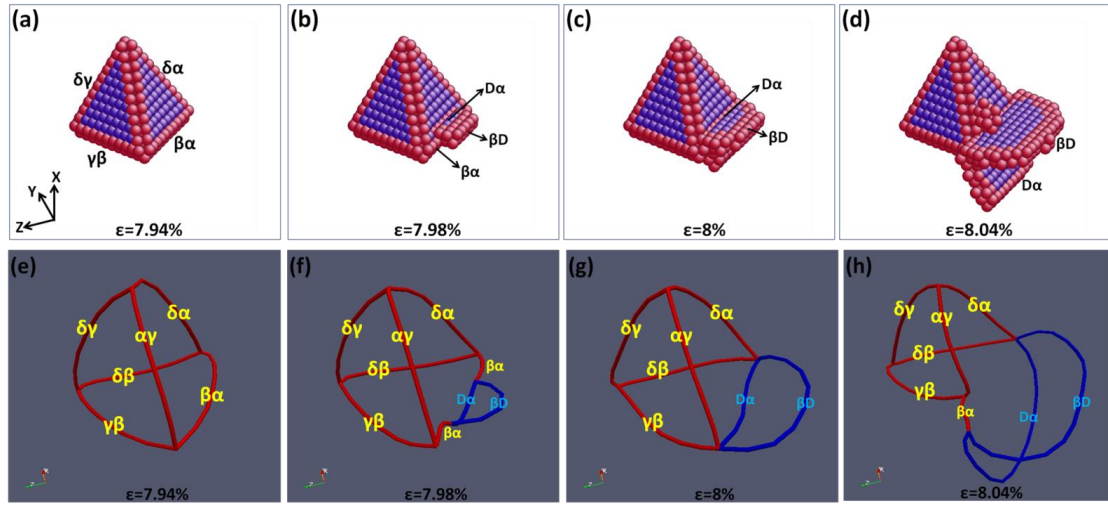 (a)
δγ
δα
γβ
βα
X
Y
Z
ε=7.94%
(b)
Dα
βD
βα
ε=7.98%
(c)
Dα
βD
ε=8%
(d)
βD
Dα
ε=8.04%
(e)
δγ
δα
αγ
δβ
βα
γβ
ε=7.94%
(f)
δγ
δα
αγ
δβ
βα
Dα
βD
γβ
βα
ε=7.98%
(g)
δγ
δα
αγ
δβ
Dα
βD
γβ
ε=8%
(h)
δγ
αγ
δα
δβ
γβ
βα
Dα
βD
ε=8.04%